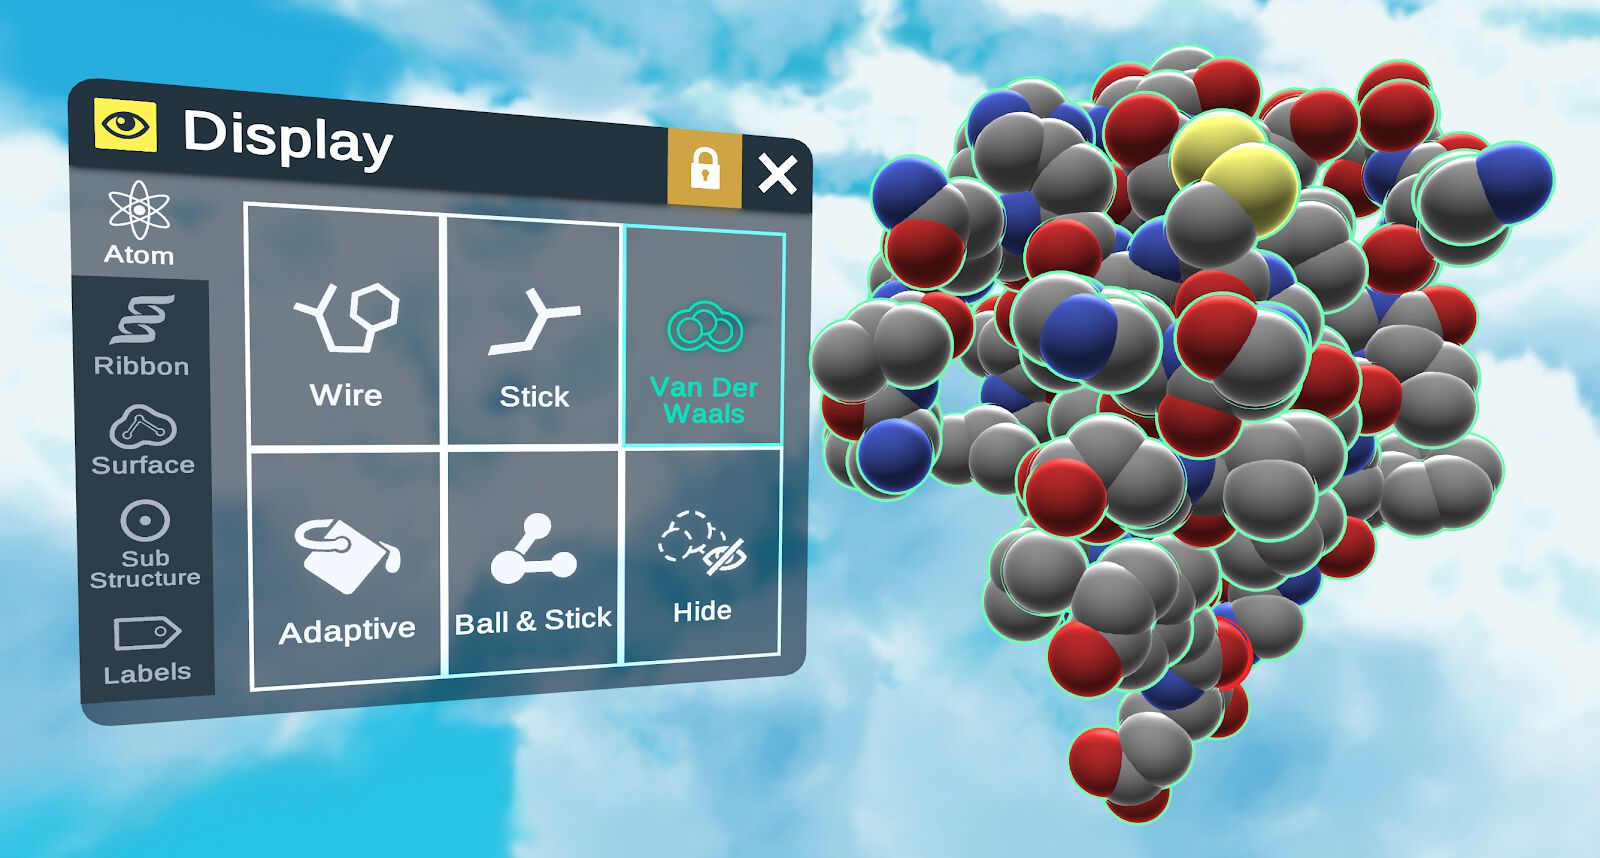 Display
Atom
Ribbon
Surface
Sub
Structure
Labels
Wire
Stick
Van Der
Waals
Adaptive
Ball & Stick
Hide